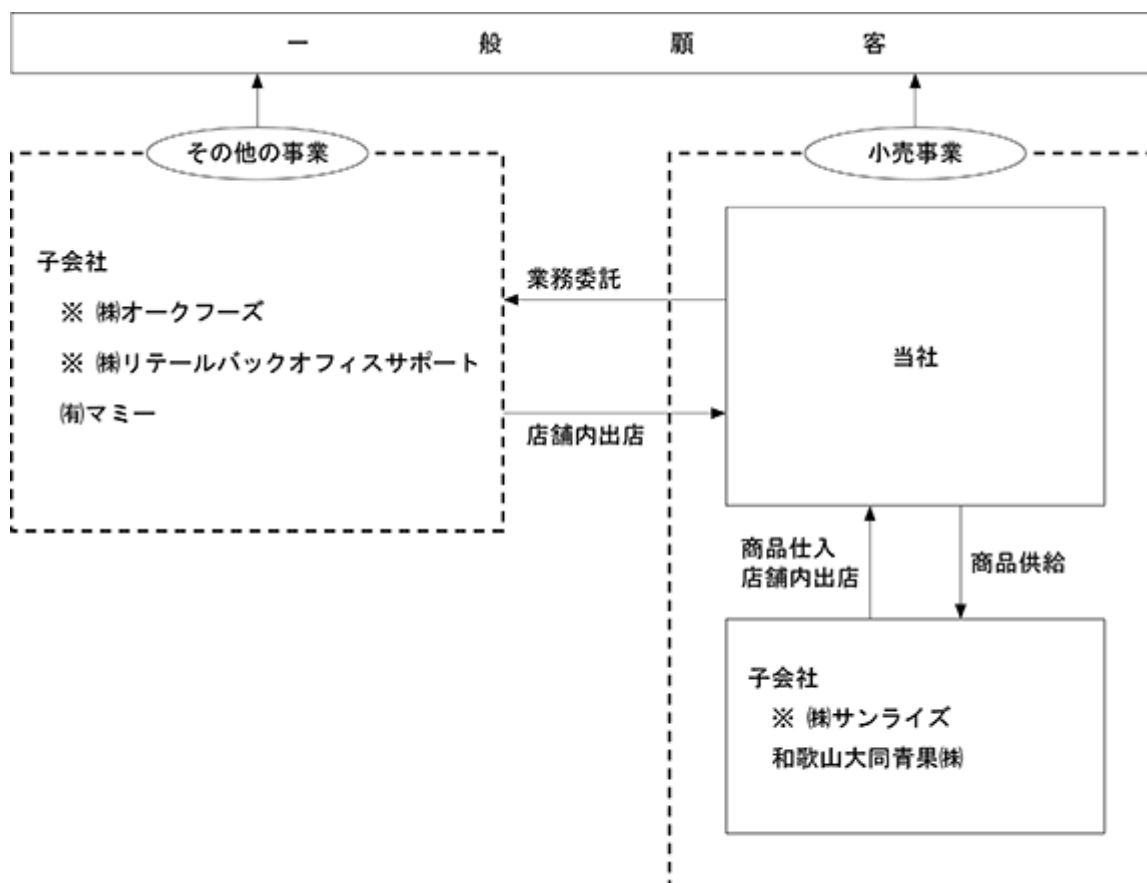 一般顧客
その他の事業
小売事業
子会社
※ ㈱オークフーズ
※ ㈱リテールバックオフィスサポート
㈲マミー
業務委託
店舗内出店
当社
商品仕入
店舗内出店
商品供給
子会社
※ ㈱サンライズ
和歌山大同青果㈱